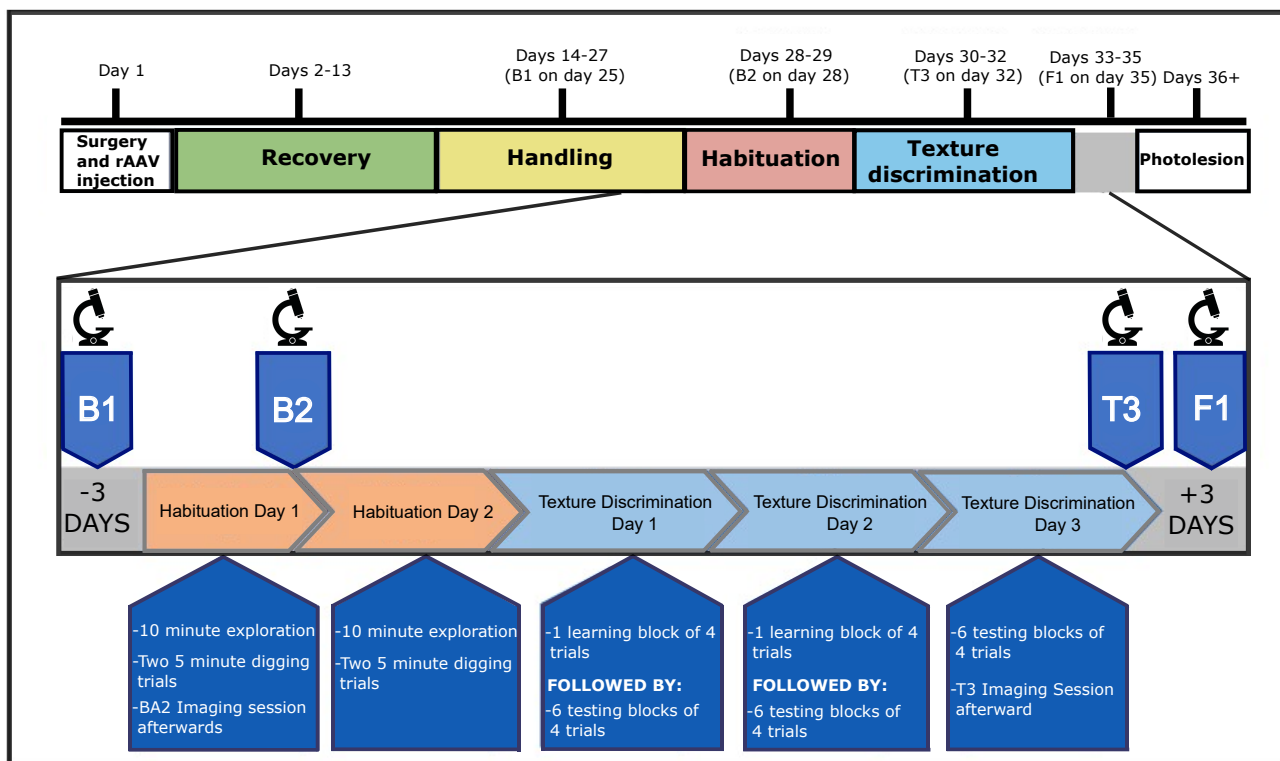 Day 1
Days 2-13
Days 14-27
(B1 on day 25)
Days 28-29
(B2 on day 28)
Days 30-32
(T3 on day 32)
Days 33-35
(F1 on day 35)
Days 36+
Surgery
and rAAV
injection
Recovery
Handling
Habituation
Texture
discrimination
Photolesion
B1
B2
T3
F1
-3
DAYS
Habituation Day 1
Habituation Day 2
Texture Discrimination
Day 1
Texture Discrimination
Day 2
Texture Discrimination
Day 3
+3
DAYS
-10 minute exploration
-Two 5 minute digging
trials
-BA2 Imaging session
afterwards
-10 minute exploration
-Two 5 minute digging
trials
-1 learning block of 4
trials
FOLLOWED BY:
-6 testing blocks of
4 trials
-1 learning block of 4
trials
FOLLOWED BY:
-6 testing blocks of
4 trials
-6 testing blocks of
4 trials
-T3 Imaging Session
afterward